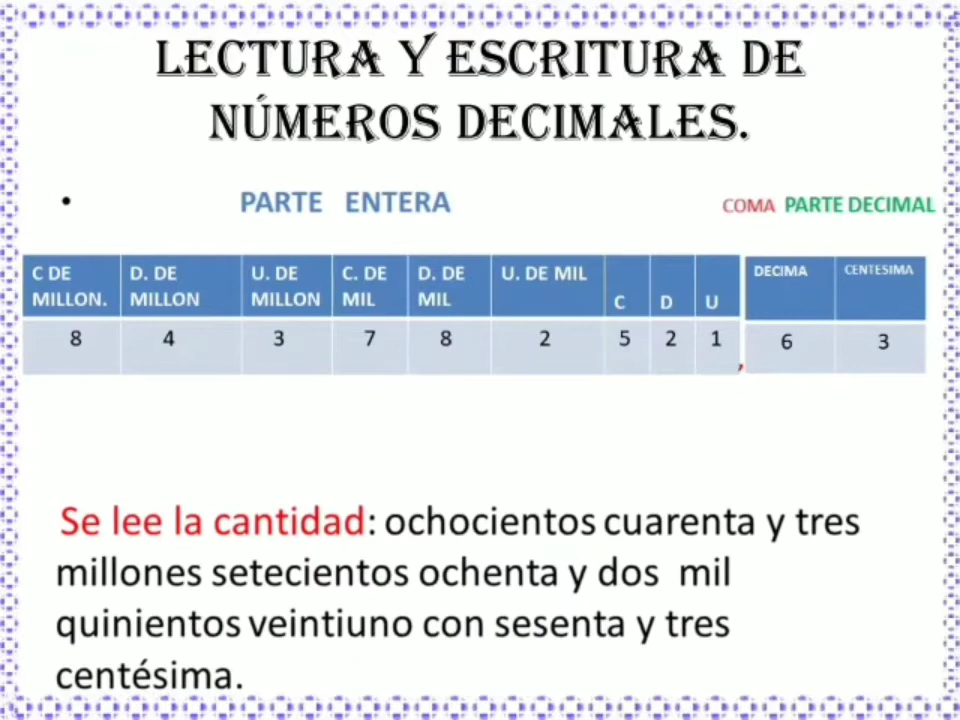 LECTURA Y ESCRITURA DE
NÚMEROS DECIMALES.
• PARTE ENTERA COMA PARTE DECIMAL
C DE MILLON. D. DE MILLON U. DE MILLON C. DE MIL D. DE MIL U. DE MIL C D U DECIMA CENTESIMA
8 4 3 7 8 2 5 2 1 , 6 3
Se lee la cantidad: ochocientos cuarenta y tres
millones setecientos ochenta y dos mil
quinientos veintiuno con sesenta y tres
centésima.